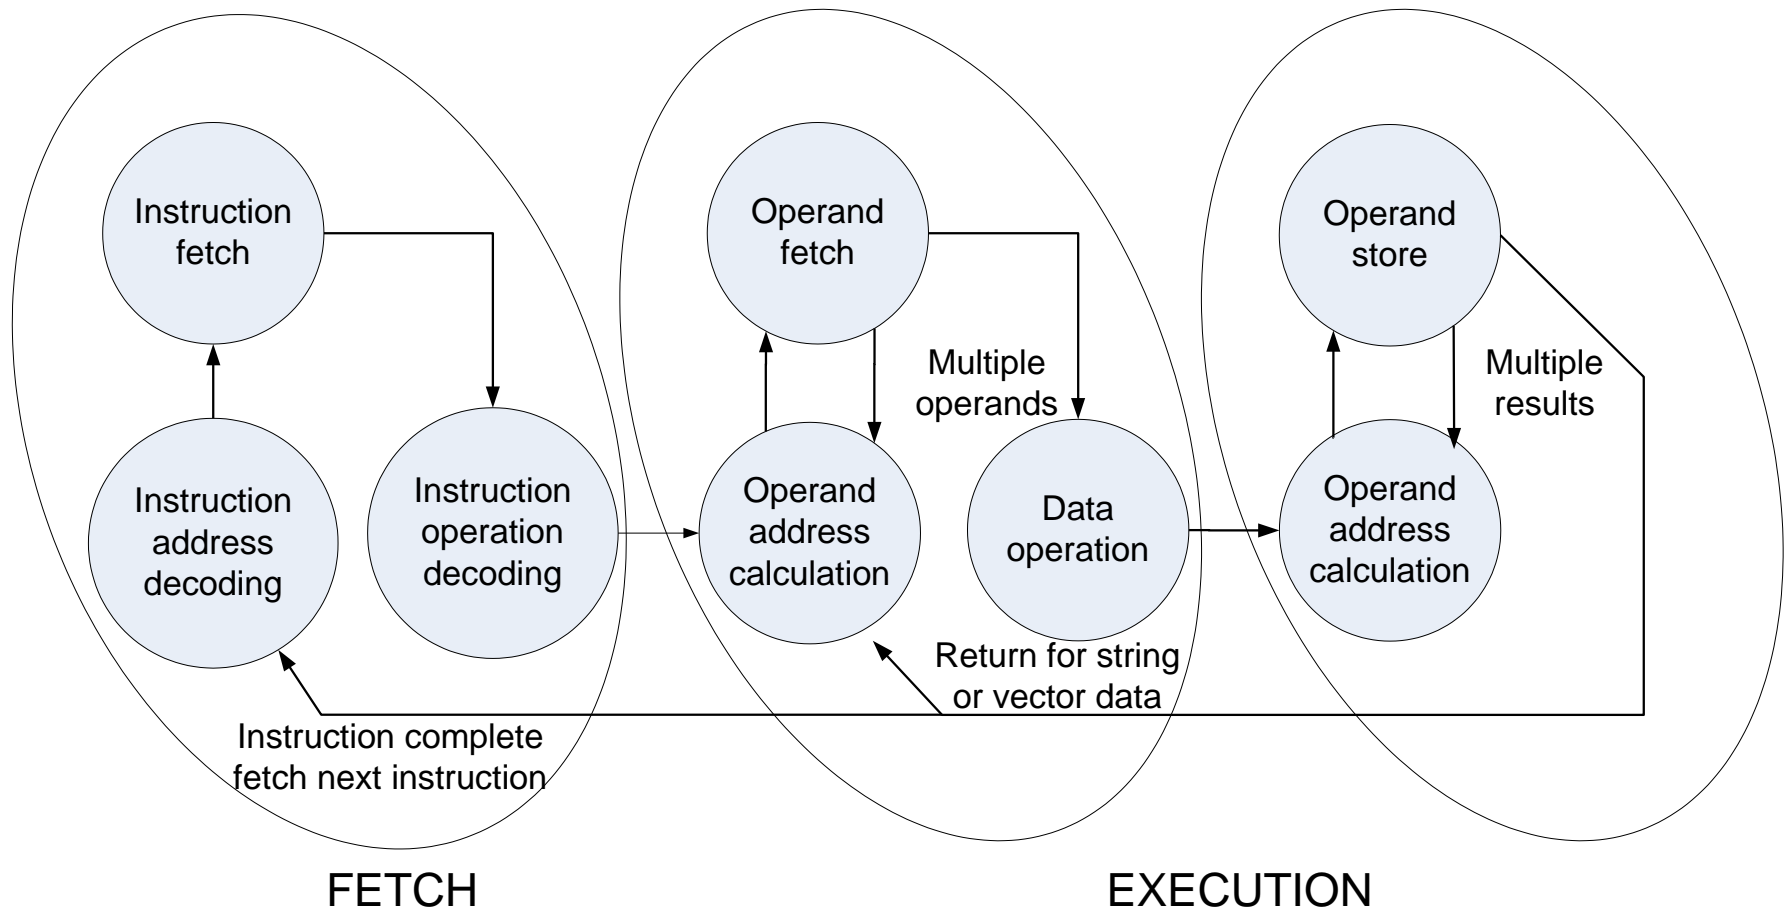 Instruction
fetch
Operand
fetch
Operand
store
Multiple
operands
Multiple
results
Instruction
address
decoding
Instruction
operation
decoding
Operand
address
calculation
Data
operation
Operand
address
calculation
Return for string
or vector data
Instruction complete
fetch next instruction
FETCH
EXECUTION